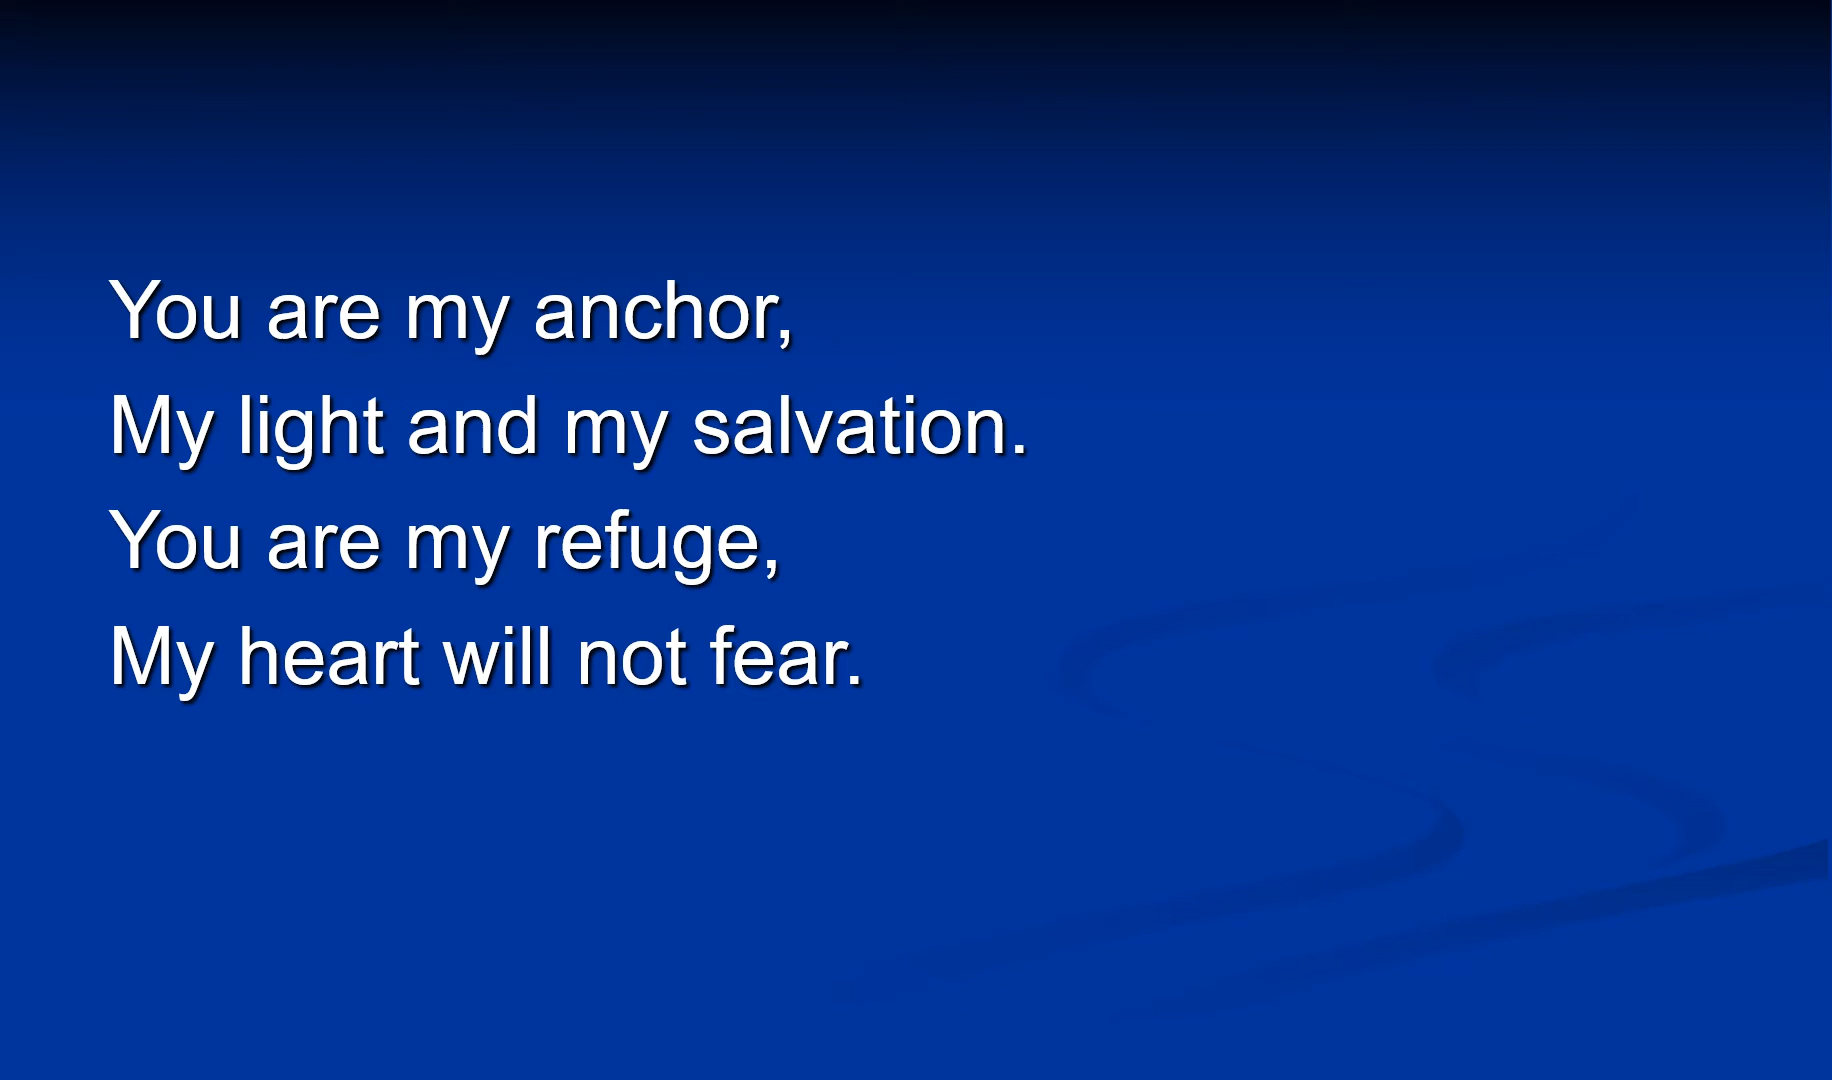 You are my anchor,
My light and my salvation.
You are my refuge,
My heart will not fear.